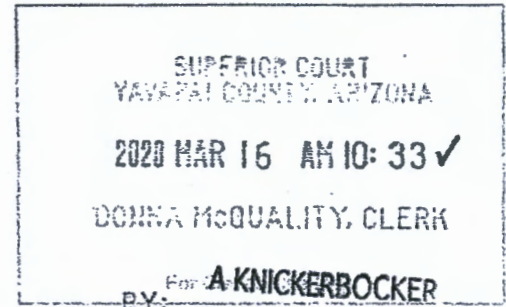 SUPERIOR COURT
YAVAPAI COUNTY, ARIZONA
2020 MAR 16 AM 10: 33 ✓
DONNA McQUALITY, CLERK
BY: A KNICKERBOCKER